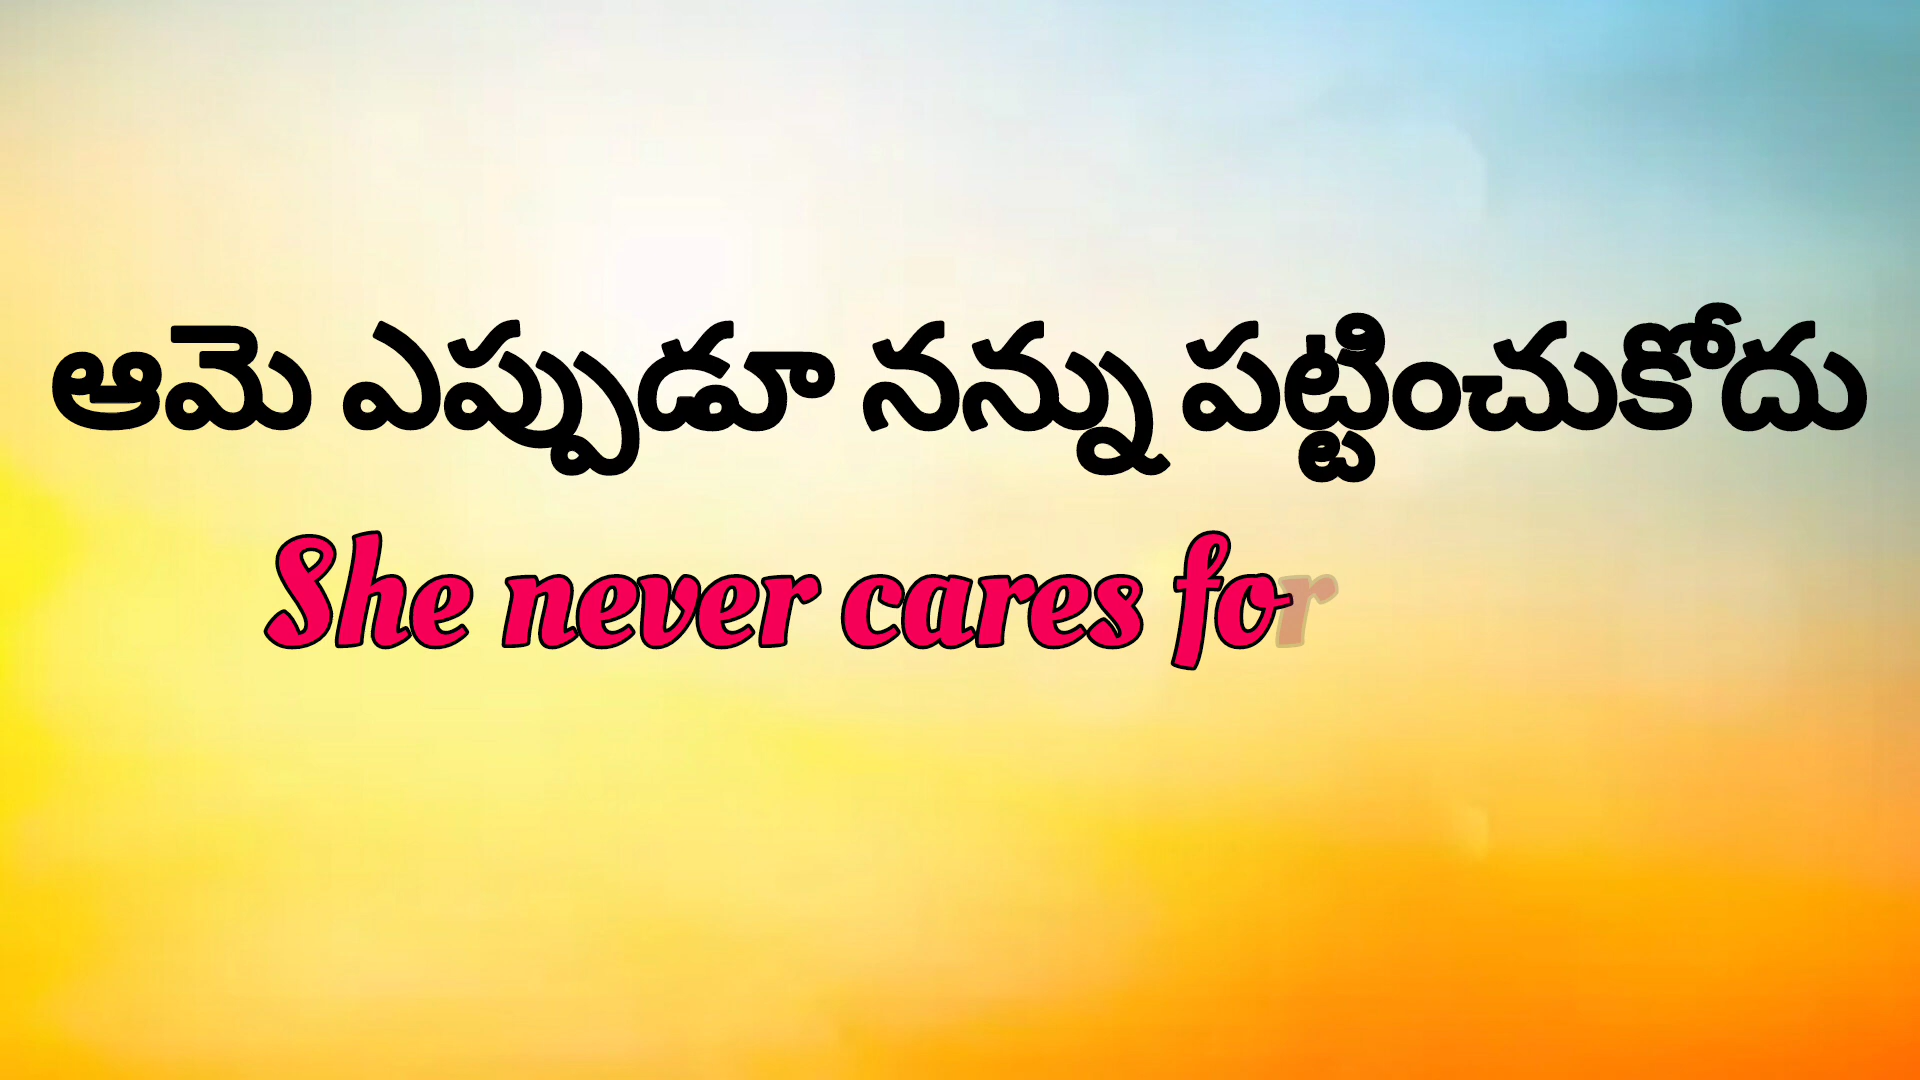 ఆమె ఎప్పుడూ నన్ను పట్టించుకోదు
She never cares for